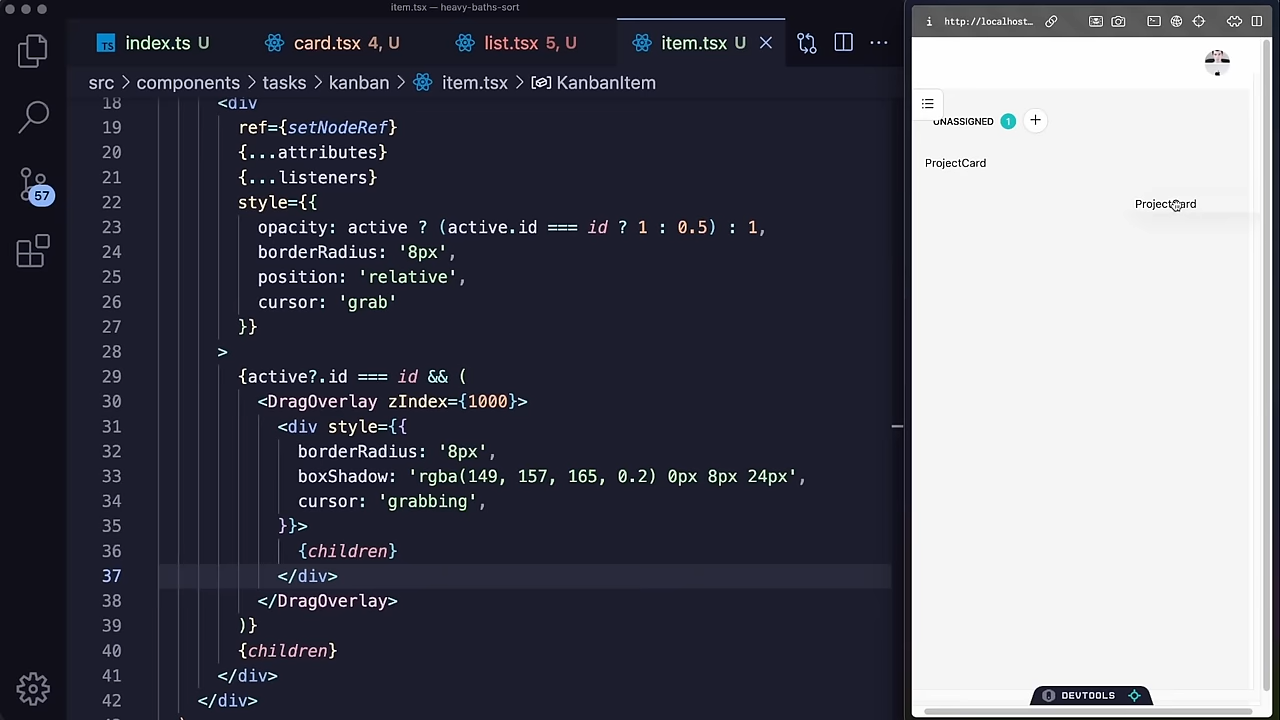 item.tsx — heavy-baths-sort
index.ts U
card.tsx 4, U
list.tsx 5, U
item.tsx U
src > components > tasks > kanban > item.tsx > KanbanItem
57
18 <div
19 ref={setNodeRef}
20 {...attributes}
21 {...listeners}
22 style={{
23 opacity: active ? (active.id === id ? 1 : 0.5) : 1,
24 borderRadius: '8px',
25 position: 'relative',
26 cursor: 'grab'
27 }}
28 >
29 {active?.id === id && (
30 <DragOverlay zIndex={1000}>
31 <div style={{
32 borderRadius: '8px',
33 boxShadow: 'rgba(149, 157, 165, 0.2) 0px 8px 24px',
34 cursor: 'grabbing',
35 }}>
36 {children}
37 </div>
38 </DragOverlay>
39 )}
40 {children}
41 </div>
42 </div>
http://localhost...
UNASSIGNED 1 +
ProjectCard
ProjectCard
DEVTOOLS